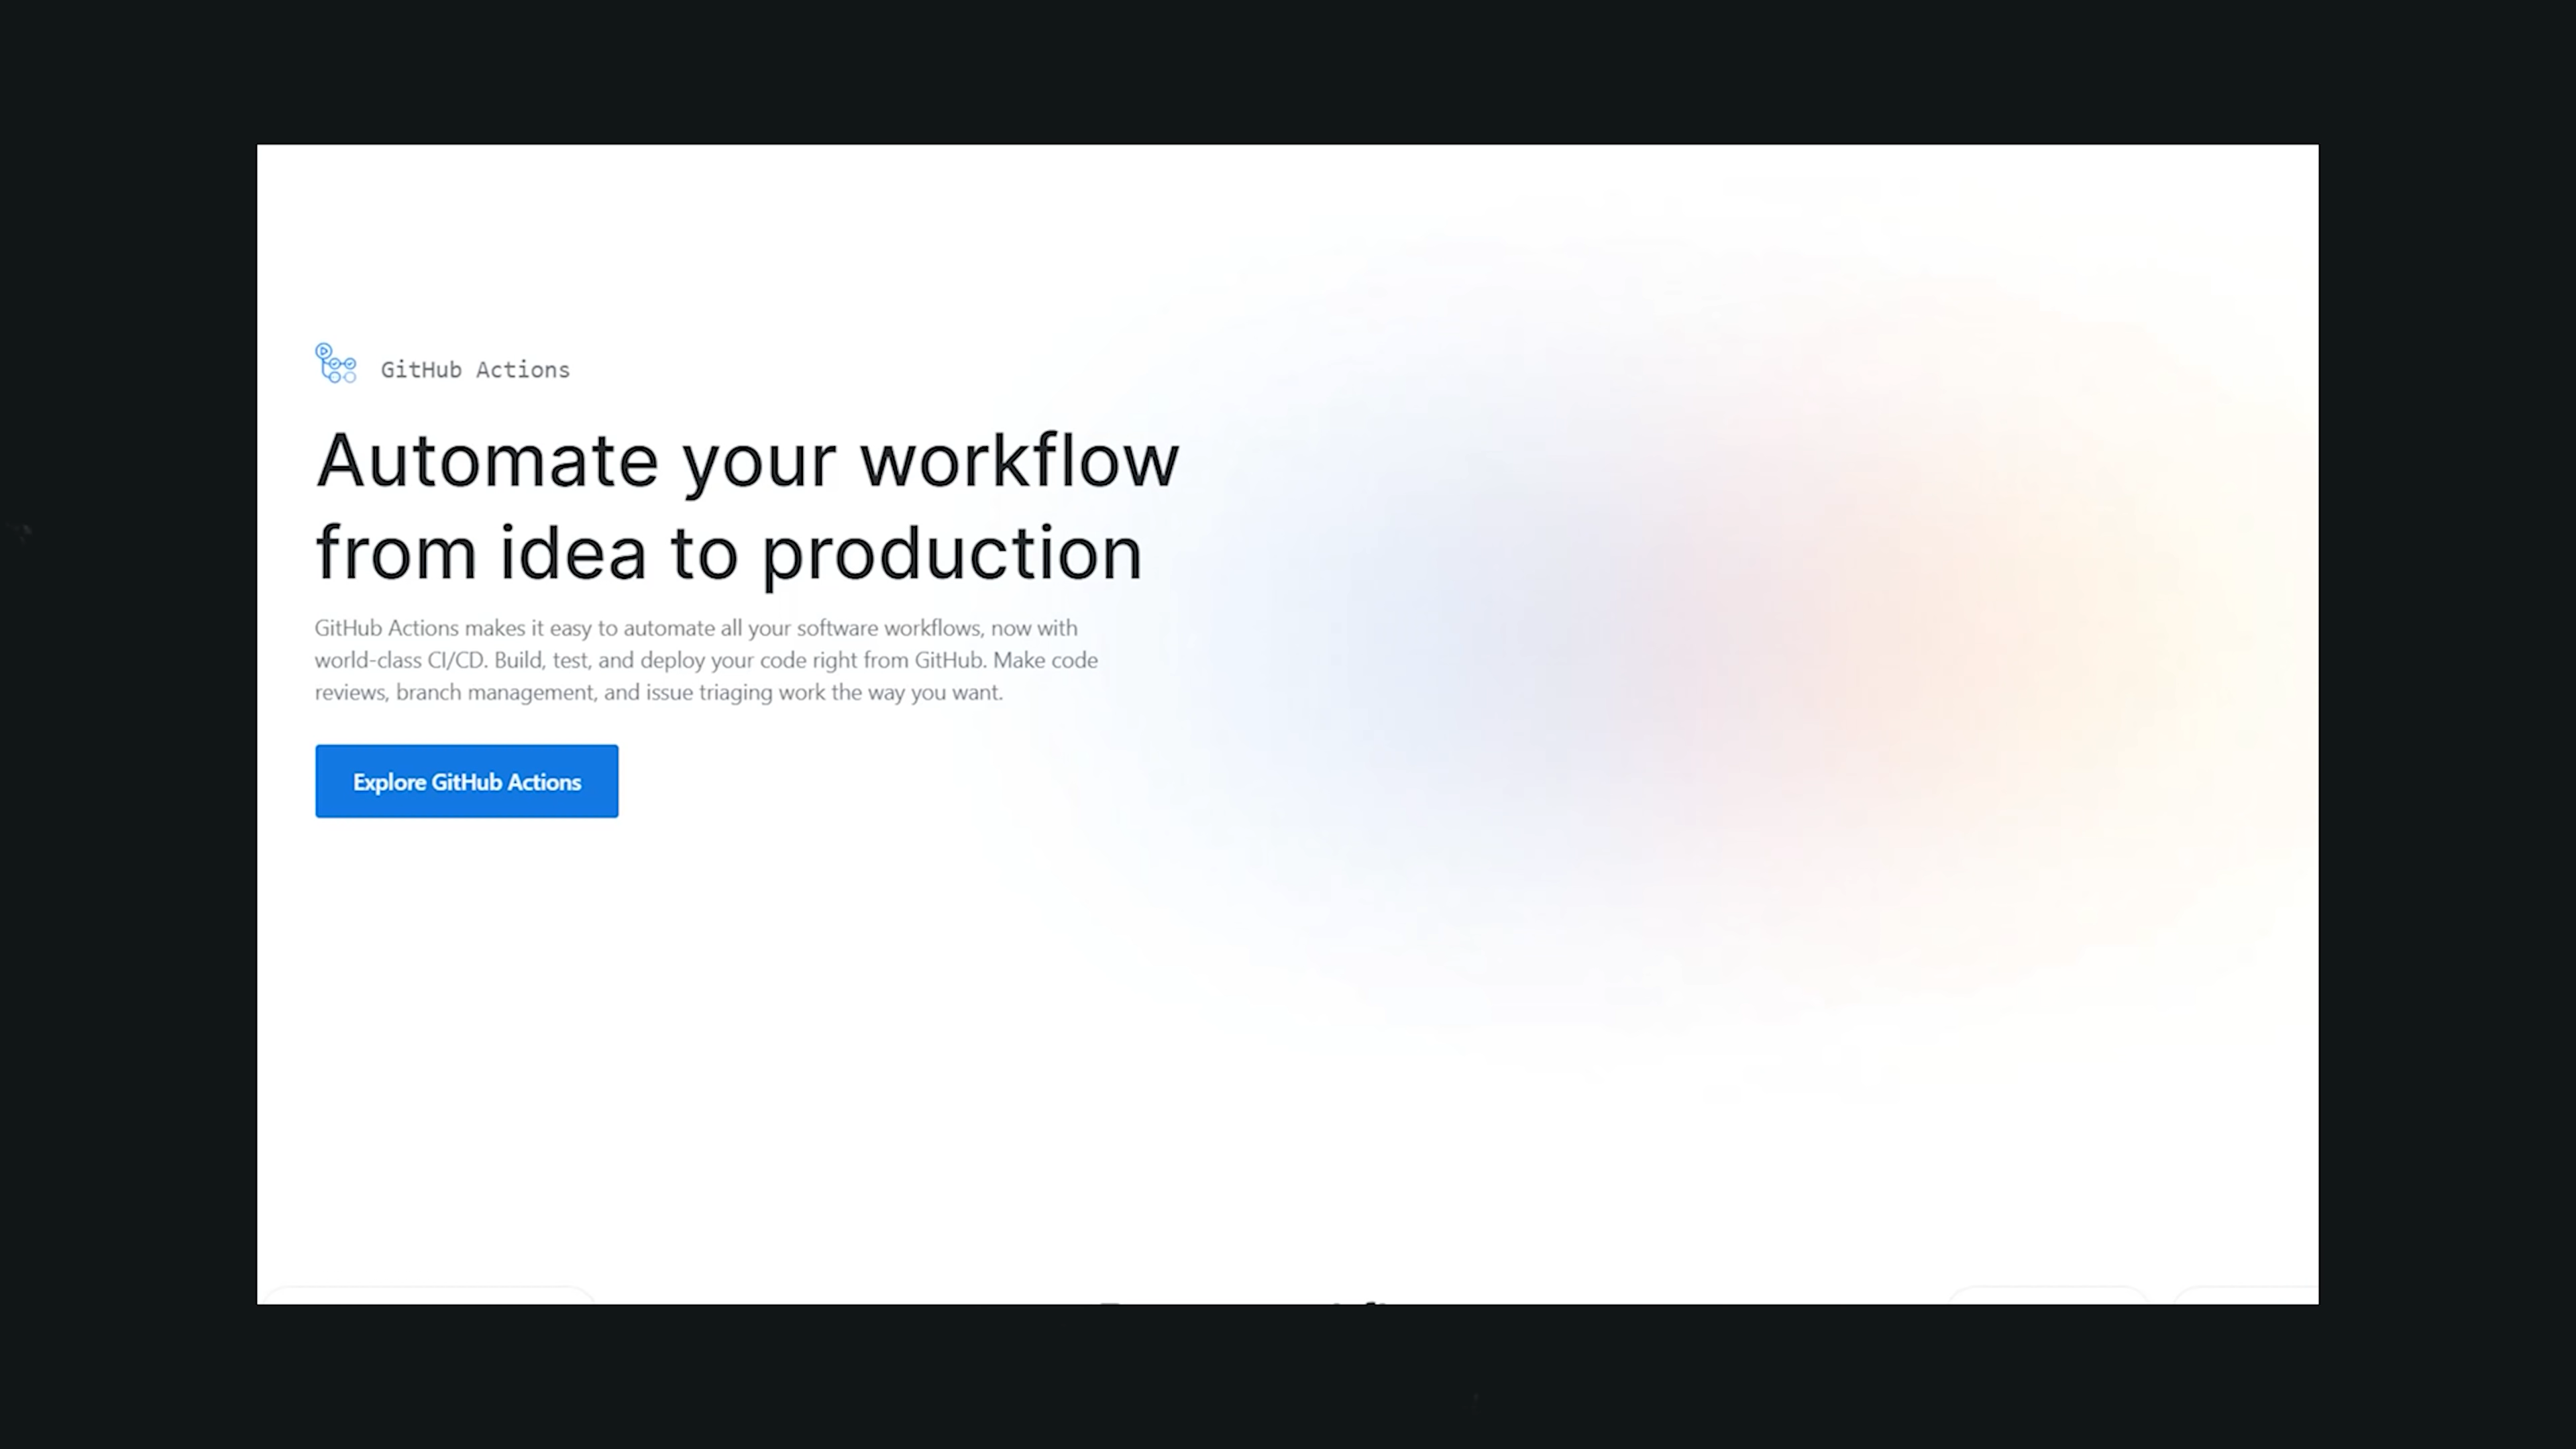 GitHub Actions
Automate your workflow
from idea to production
GitHub Actions makes it easy to automate all your software workflows, now with
world-class CI/CD. Build, test, and deploy your code right from GitHub. Make code
reviews, branch management, and issue triaging work the way you want.
Explore GitHub Actions